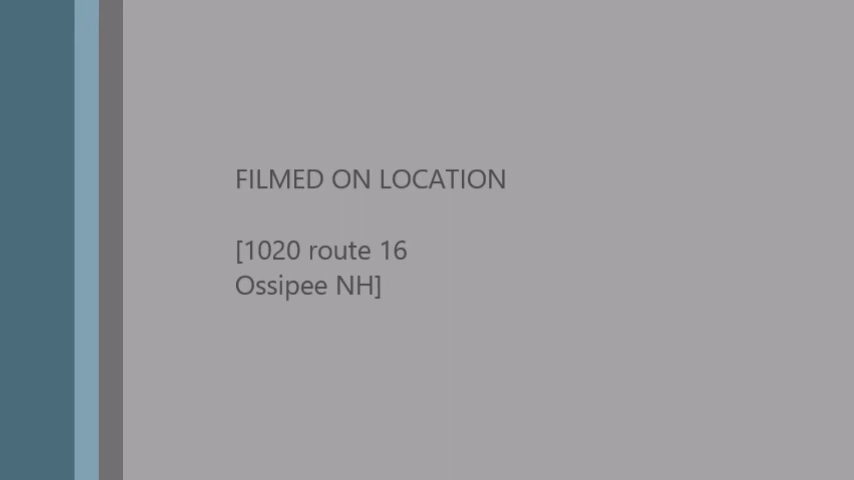 FILMED ON LOCATION
[1020 route 16
Ossipee NH]